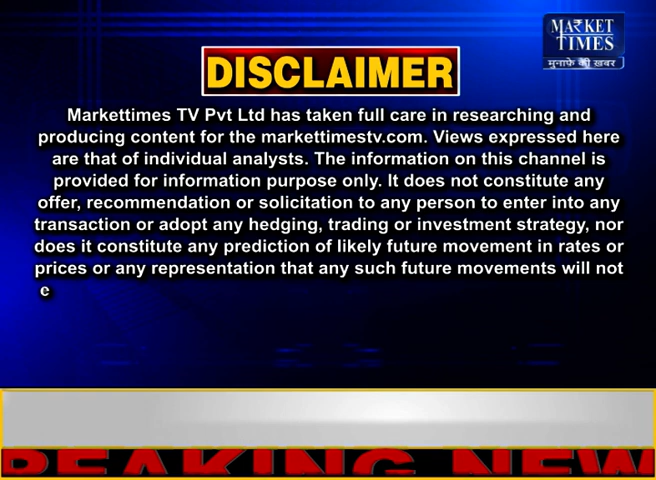 MARKET
TIMES
मुनाफे की ख़बर
DISCLAIMER
Markettimes TV Pvt Ltd has taken full care in researching and
producing content for the markettimestv.com. Views expressed here
are that of individual analysts. The information on this channel is
provided for information purpose only. It does not constitute any
offer, recommendation or solicitation to any person to enter into any
transaction or adopt any hedging, trading or investment strategy, nor
does it constitute any prediction of likely future movement in rates or
prices or any representation that any such future movements will not
e
BREAKING NEW